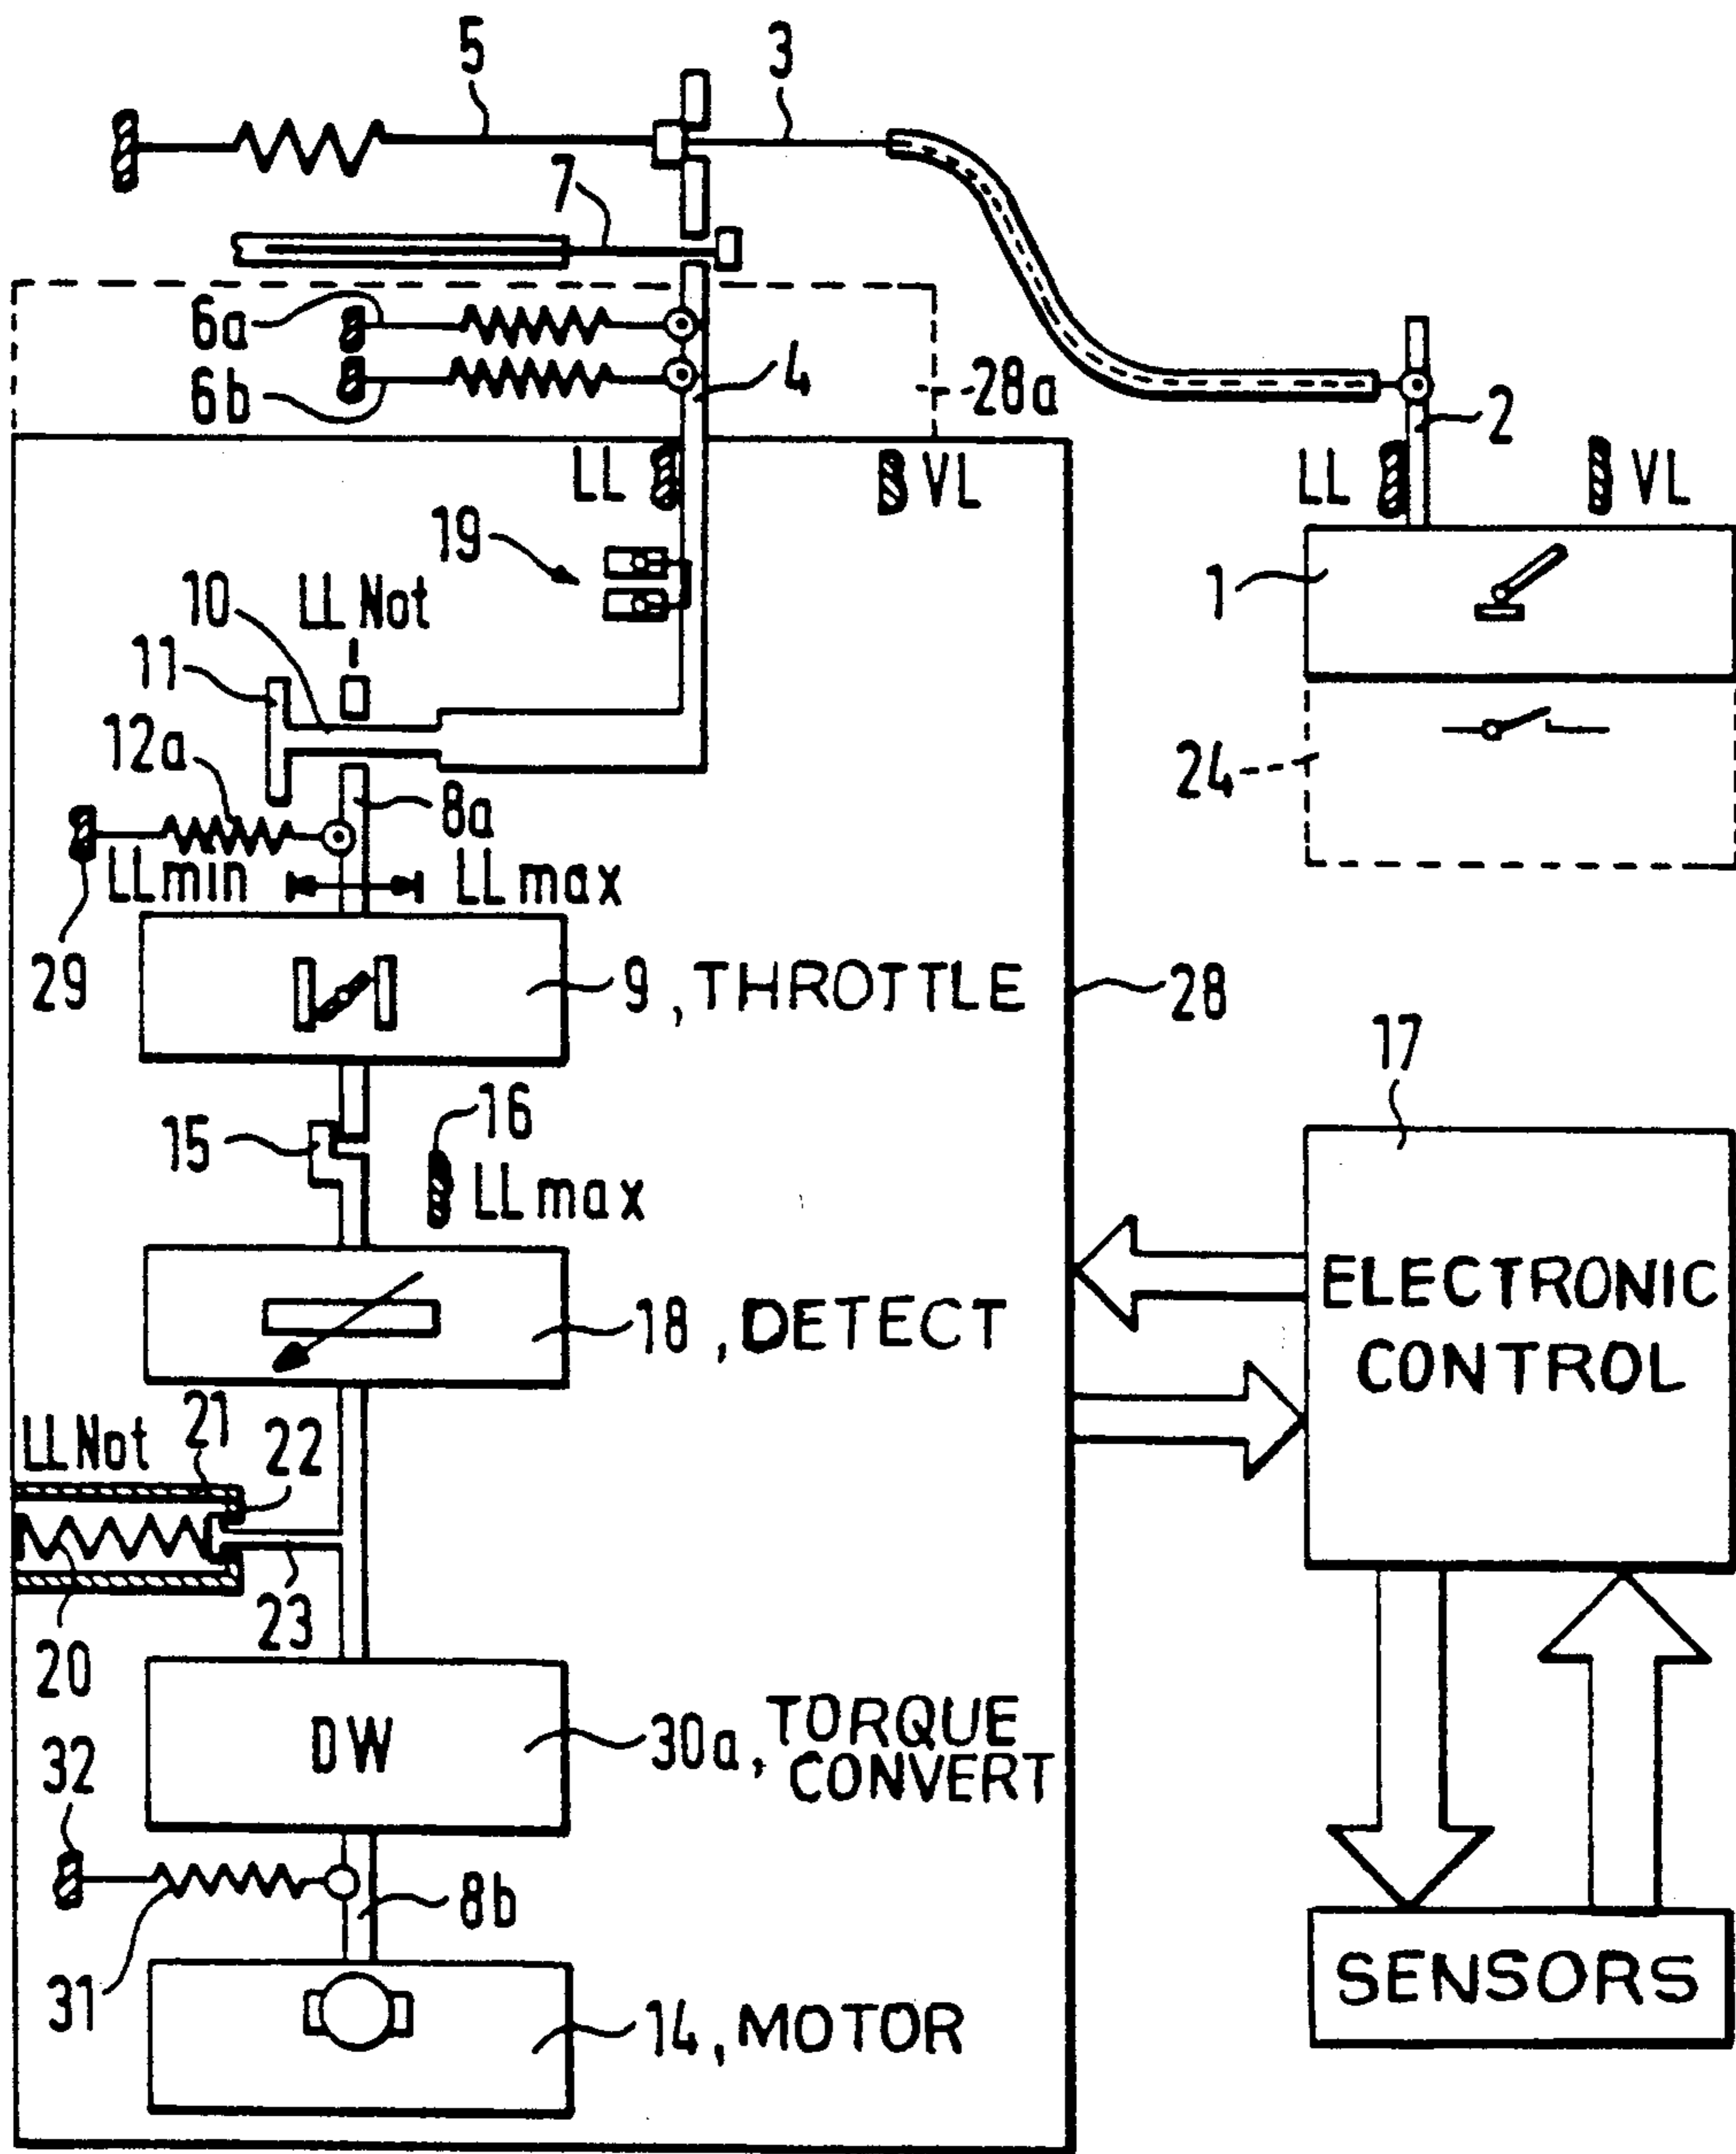 5
3
7
6a
6b
4
28a
2
LL
VL
LL
VL
19
1
10
LL Not
11
12a
8a
24
LLmin
LLmax
29
9, THROTTLE
28
17
16
15
LLmax
ELECTRONIC
CONTROL
18, DETECT
LLNot
21
22
23
20
DW
30a, TORQUE
CONVERT
32
8b
31
SENSORS
14, MOTOR